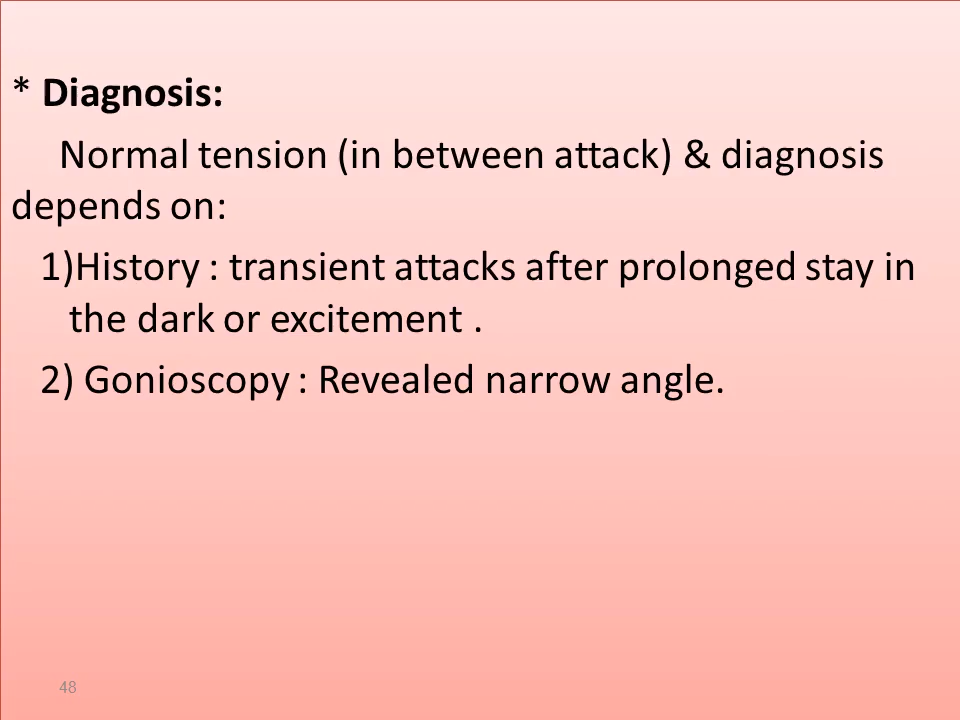 * Diagnosis:
Normal tension (in between attack) & diagnosis
depends on:
1)History : transient attacks after prolonged stay in
the dark or excitement .
2) Gonioscopy : Revealed narrow angle.
48